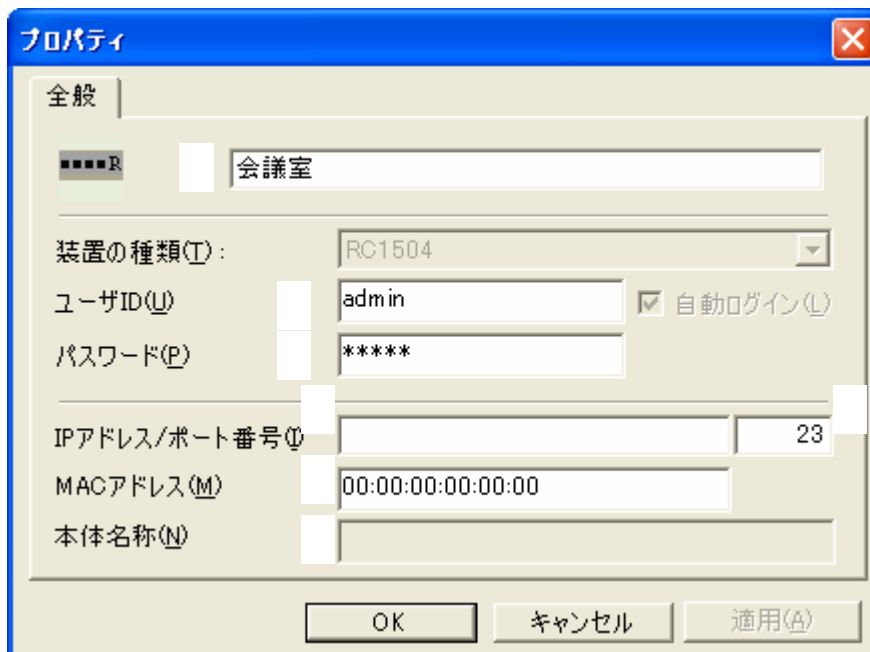 プロパティ
全般
R
会議室
装置の種類(T): RC1504
ユーザID(U) admin 自動ログイン(L)
パスワード(P) *****
IPアドレス/ポート番号(I 23
MACアドレス(M) 00:00:00:00:00:00
本体名称(N)
OK キャンセル 適用(A)